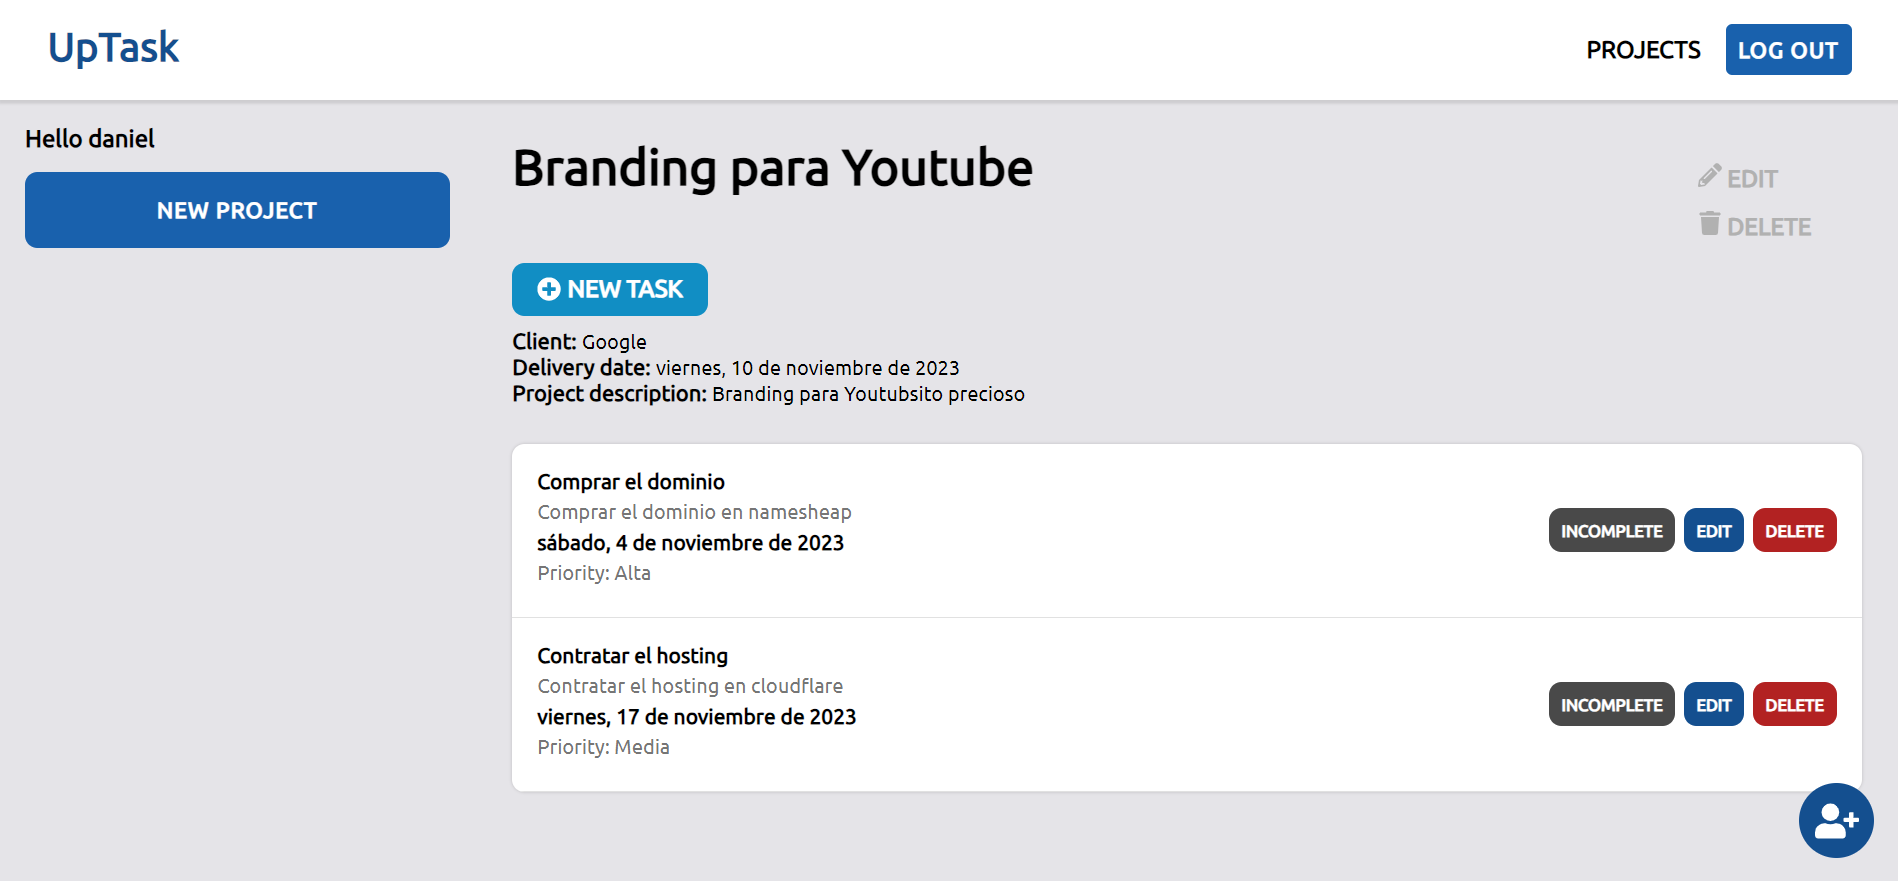 UpTask
PROJECTS
LOG OUT
Hello daniel
NEW PROJECT
Branding para Youtube
EDIT
DELETE
NEW TASK
Client: Google
Delivery date: viernes, 10 de noviembre de 2023
Project description: Branding para Youtubsito precioso
Comprar el dominio
Comprar el dominio en namesheap
sábado, 4 de noviembre de 2023
Priority: Alta
INCOMPLETE
EDIT
DELETE
Contratar el hosting
Contratar el hosting en cloudflare
viernes, 17 de noviembre de 2023
Priority: Media
INCOMPLETE
EDIT
DELETE